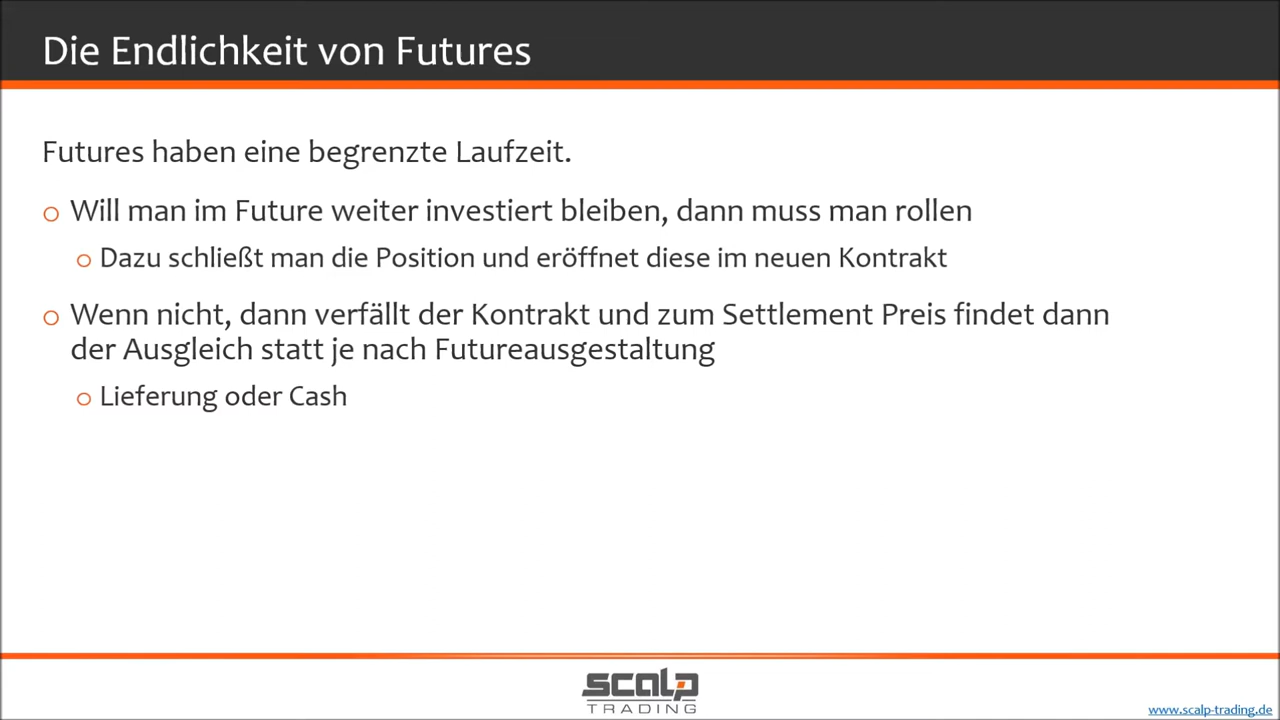 Die Endlichkeit von Futures
Futures haben eine begrenzte Laufzeit.
o Will man im Future weiter investiert bleiben, dann muss man rollen
o Dazu schließt man die Position und eröffnet diese im neuen Kontrakt
o Wenn nicht, dann verfällt der Kontrakt und zum Settlement Preis findet dann
der Ausgleich statt je nach Futureausgestaltung
o Lieferung oder Cash
scalp
TRADING
www.scalp-trading.de